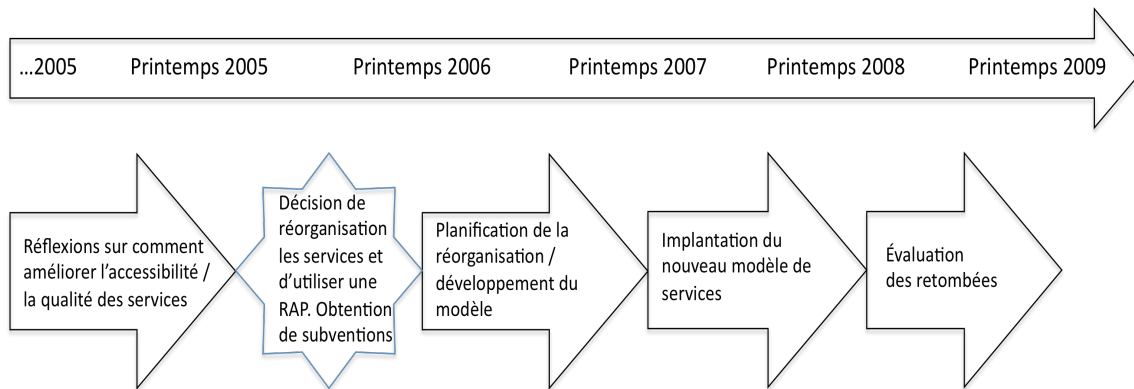 ...2005 Printemps 2005 Printemps 2006 Printemps 2007 Printemps 2008 Printemps 2009
Réflexions sur comment
améliorer l'accessibilité /
la qualité des services
Décision de
réorganisation
les services et
d'utiliser une
RAP. Obtention
de subventions
Planification de la
réorganisation /
développement du
modèle
Implantation du
nouveau modèle de
services
Évaluation
des retombées